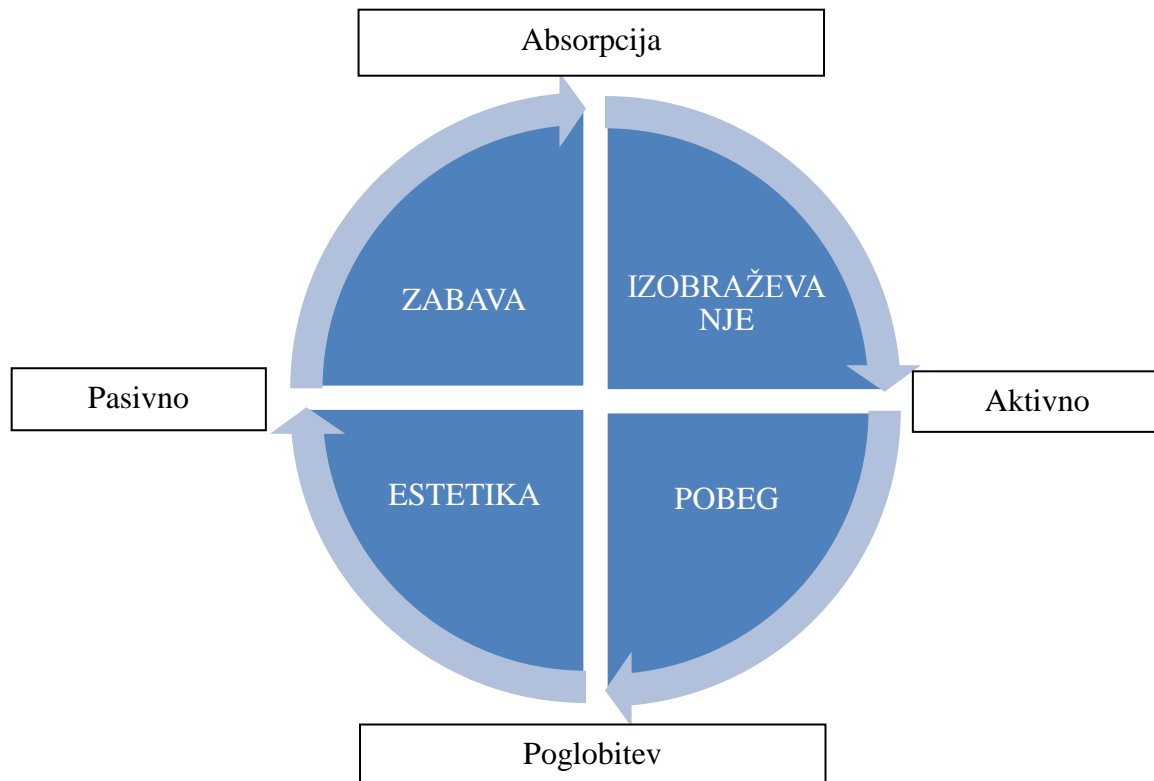 Absorpcija
ZABAVA
IZOBRAŽEVA
NJE
Pasivno
Aktivno
ESTETIKA
POBEG
Poglobitev